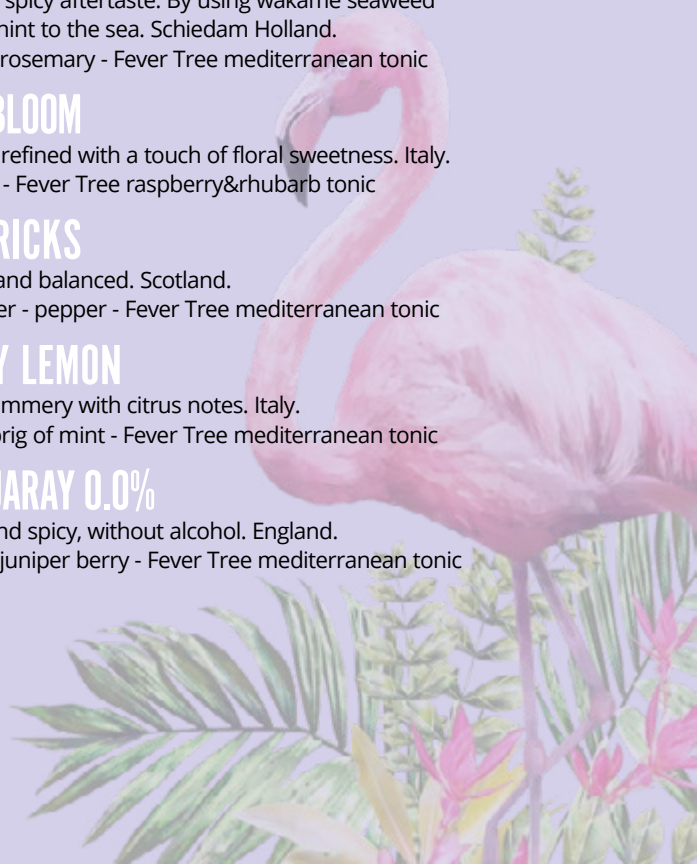 spicy aftertaste. By using wakame seaweed
hint to the sea. Schiedam Holland.
rosemary - Fever Tree mediterranean tonic
BLOOM
refined with a touch of floral sweetness. Italy.
- Fever Tree raspberry&rhubarb tonic
RICKS
and balanced. Scotland.
er - pepper - Fever Tree mediterranean tonic
Y LEMON
mmery with citrus notes. Italy.
prig of mint - Fever Tree mediterranean tonic
UARAY 0.0%
nd spicy, without alcohol. England.
juniper berry - Fever Tree mediterranean tonic